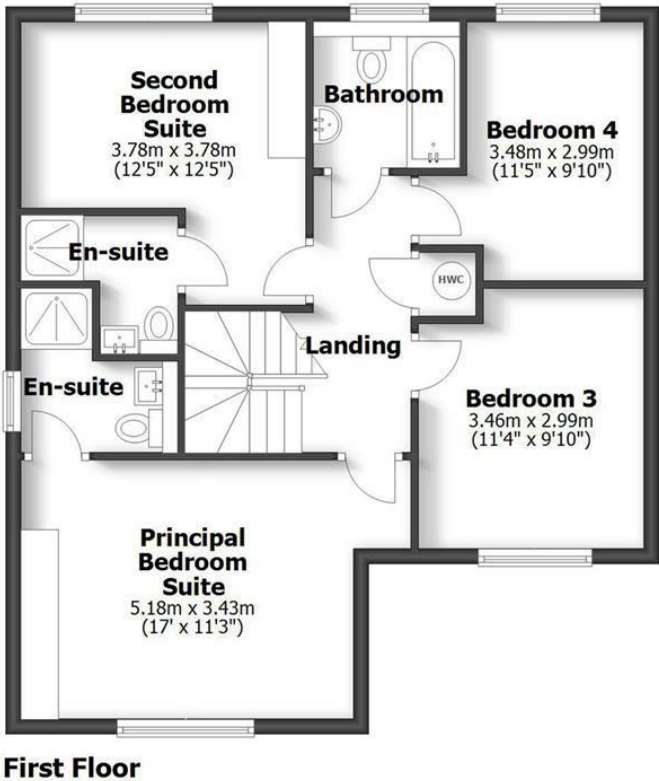 Second
Bedroom
Suite
3.78m x 3.78m
(12'5" x 12'5")
Bathroom
Bedroom 4
3.48m x 2.99m
(11'5" x 9'10")
En-suite
HWC
Landing
En-suite
Bedroom 3
3.46m x 2.99m
(11'4" x 9'10")
Principal
Bedroom
Suite
5.18m x 3.43m
(17' x 11'3")
First Floor